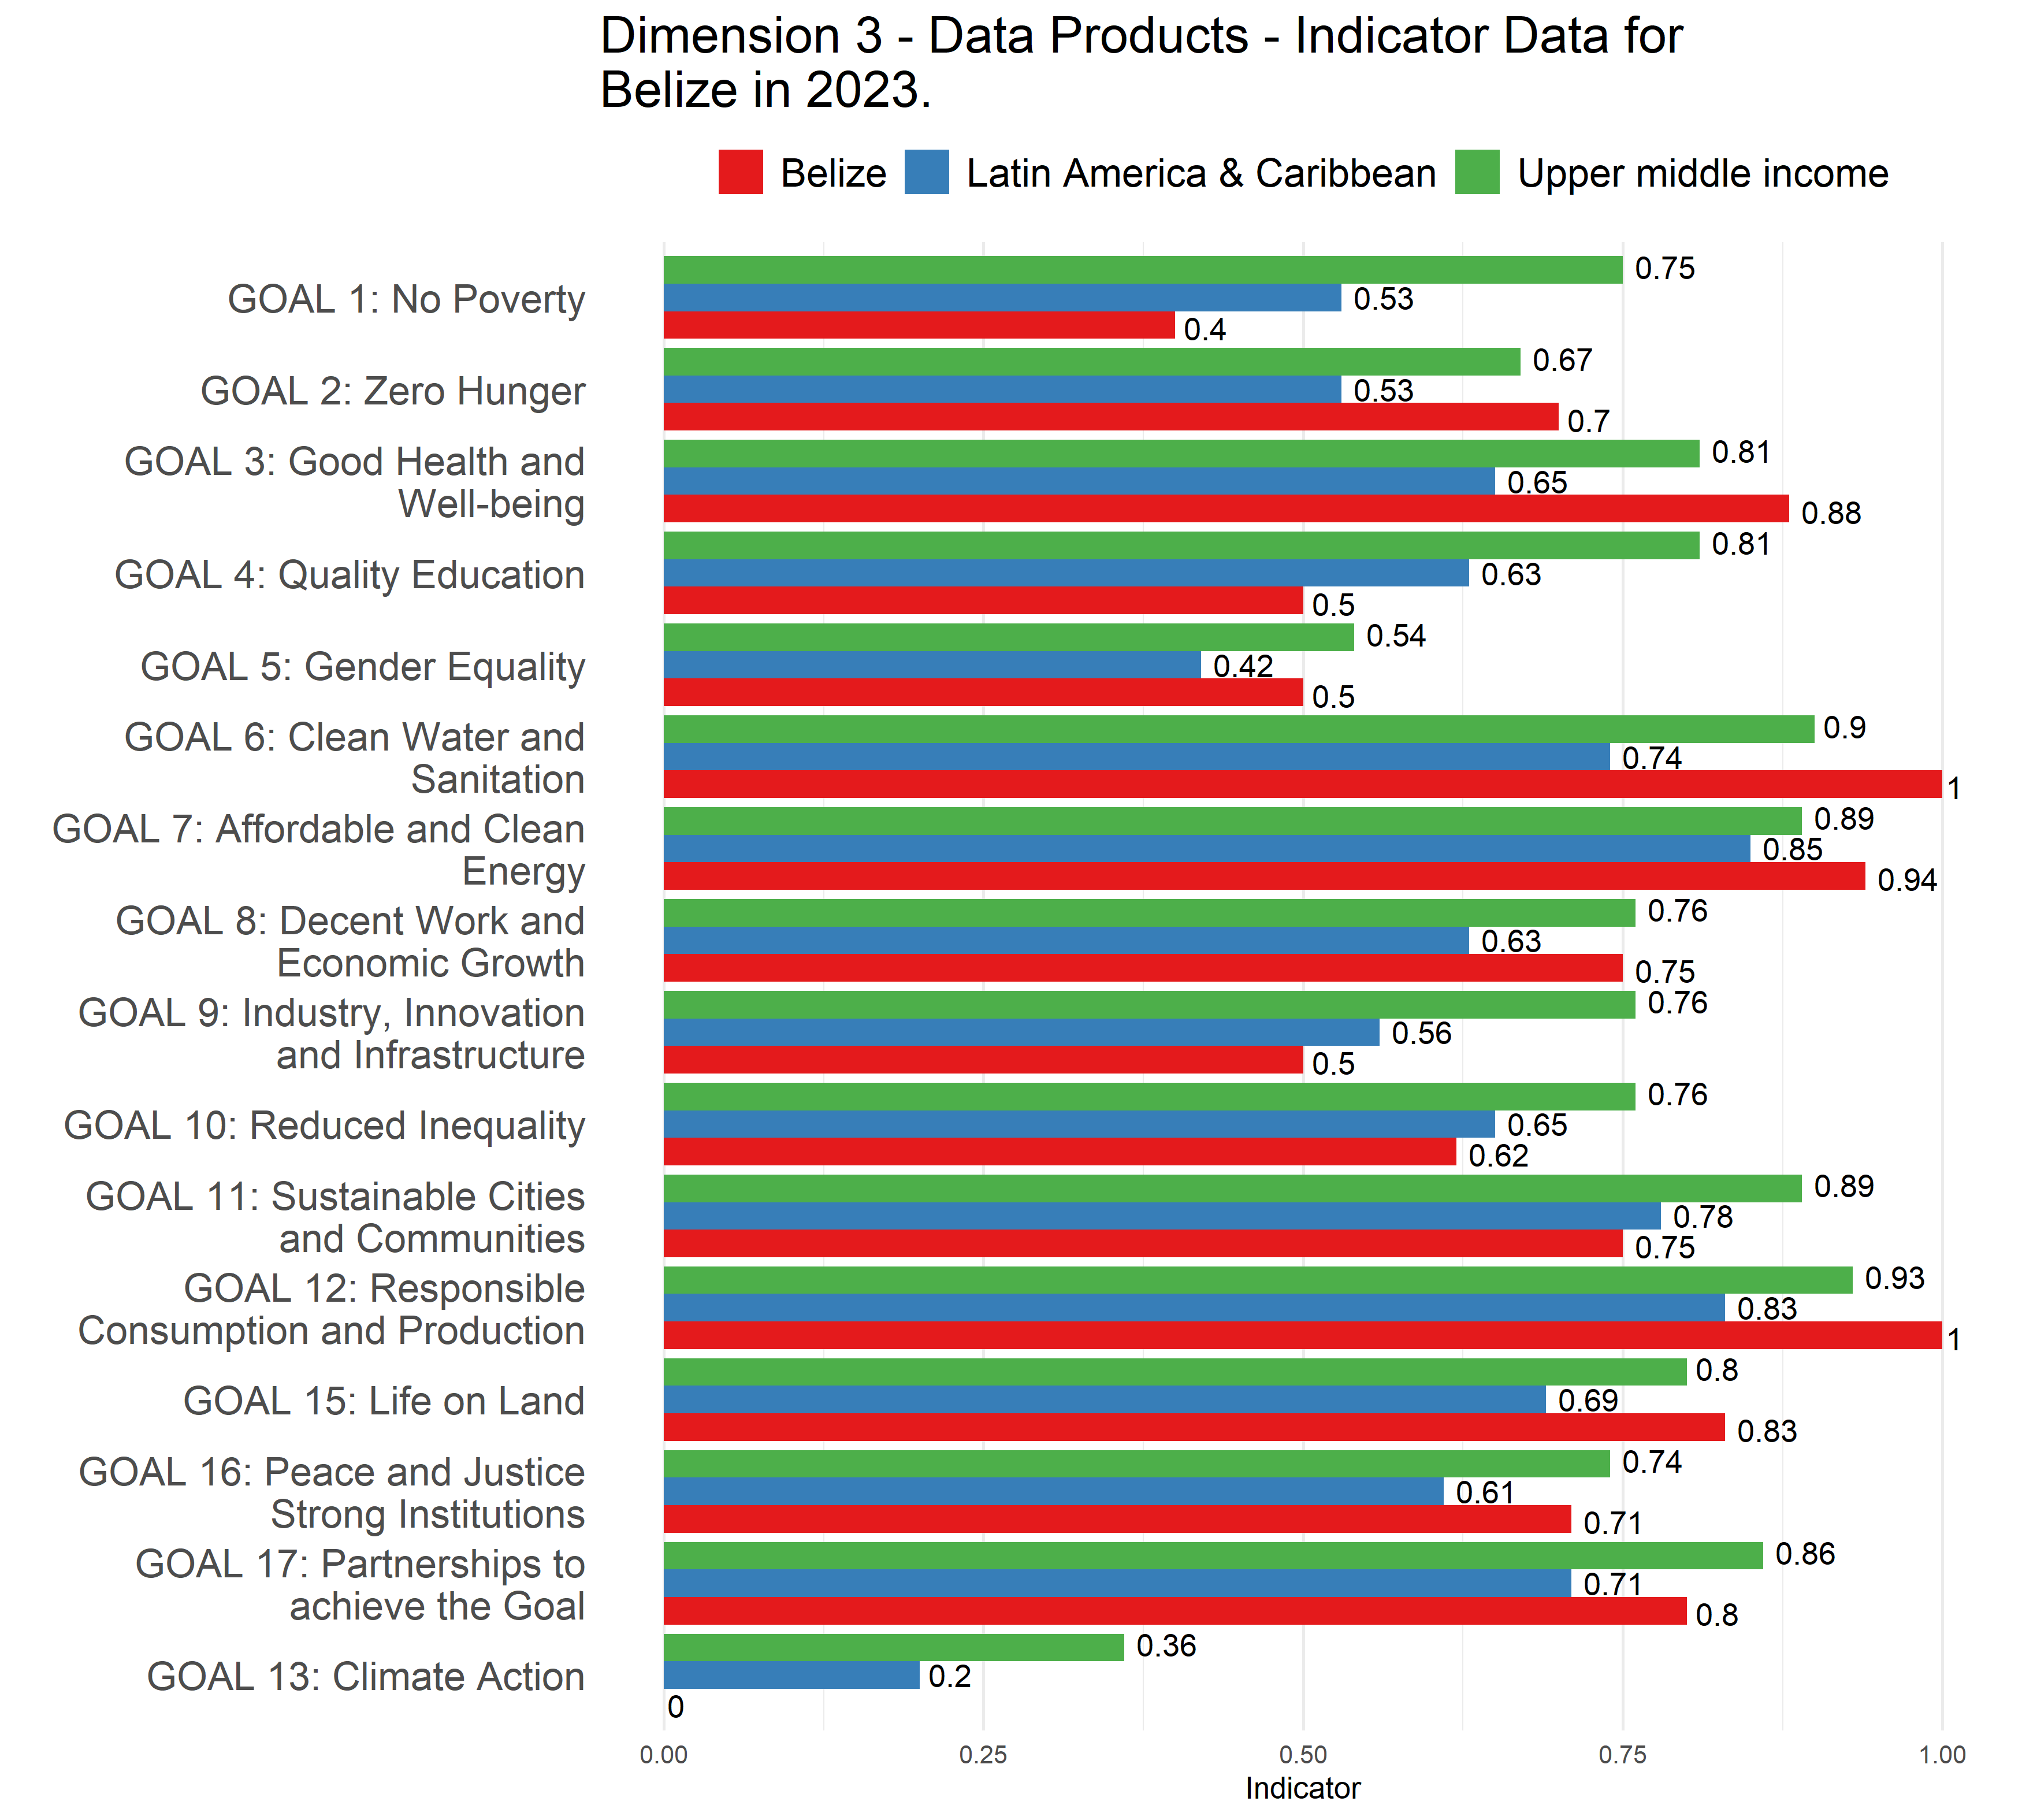 Dimension 3 - Data Products - Indicator Data for
Belize in 2023.
Belize
Latin America & Caribbean
Upper middle income
GOAL 1: No Poverty
0.75
0.53
0.4
GOAL 2: Zero Hunger
0.67
0.53
0.7
GOAL 3: Good Health and
Well-being
0.81
0.65
0.88
GOAL 4: Quality Education
0.81
0.63
0.5
GOAL 5: Gender Equality
0.54
0.42
0.5
GOAL 6: Clean Water and
Sanitation
0.9
0.74
1
GOAL 7: Affordable and Clean
Energy
0.89
0.85
0.94
GOAL 8: Decent Work and
Economic Growth
0.76
0.63
0.75
GOAL 9: Industry, Innovation
and Infrastructure
0.76
0.56
0.5
GOAL 10: Reduced Inequality
0.76
0.65
0.62
GOAL 11: Sustainable Cities
and Communities
0.89
0.78
0.75
GOAL 12: Responsible
Consumption and Production
0.93
0.83
1
GOAL 15: Life on Land
0.8
0.69
0.83
GOAL 16: Peace and Justice
Strong Institutions
0.74
0.61
0.71
GOAL 17: Partnerships to
achieve the Goal
0.86
0.71
0.8
GOAL 13: Climate Action
0.36
0.2
0
0.00 0.25 0.50 0.75 1.00
Indicator